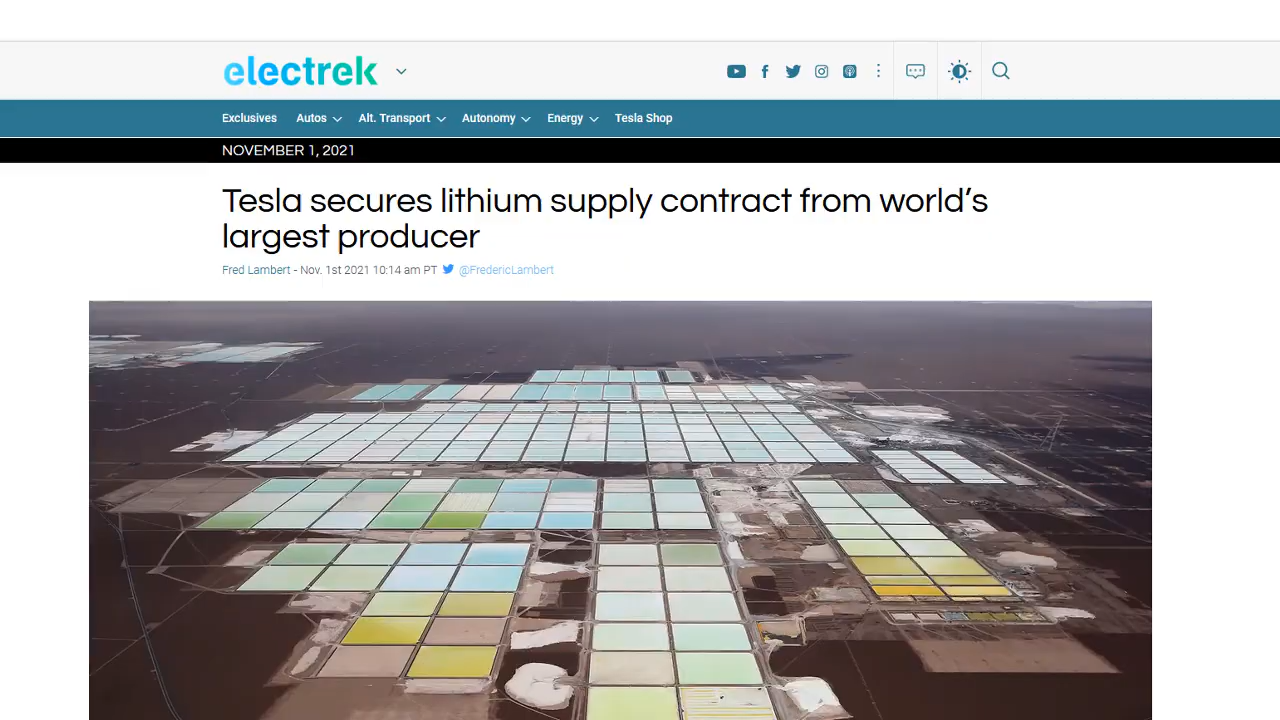 electrek
Exclusives Autos Alt. Transport Autonomy Energy Tesla Shop
NOVEMBER 1, 2021
Tesla secures lithium supply contract from world’s
largest producer
Fred Lambert - Nov. 1st 2021 10:14 am PT @FredericLambert